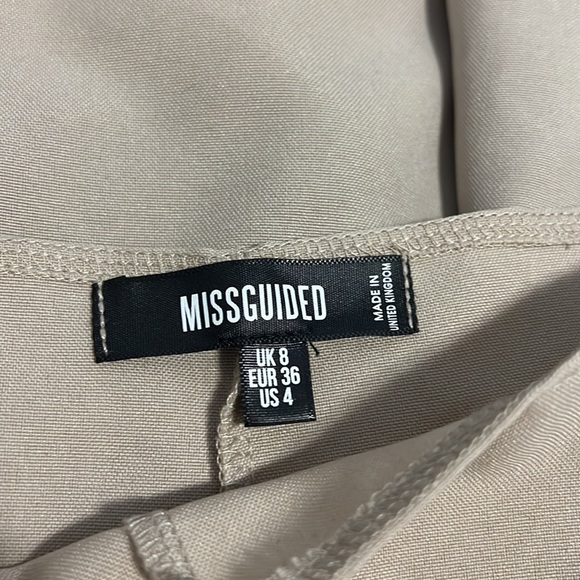 MISSGUIDED
MADE IN
UNITED KINGDOM
UK 8
EUR 36
US 4